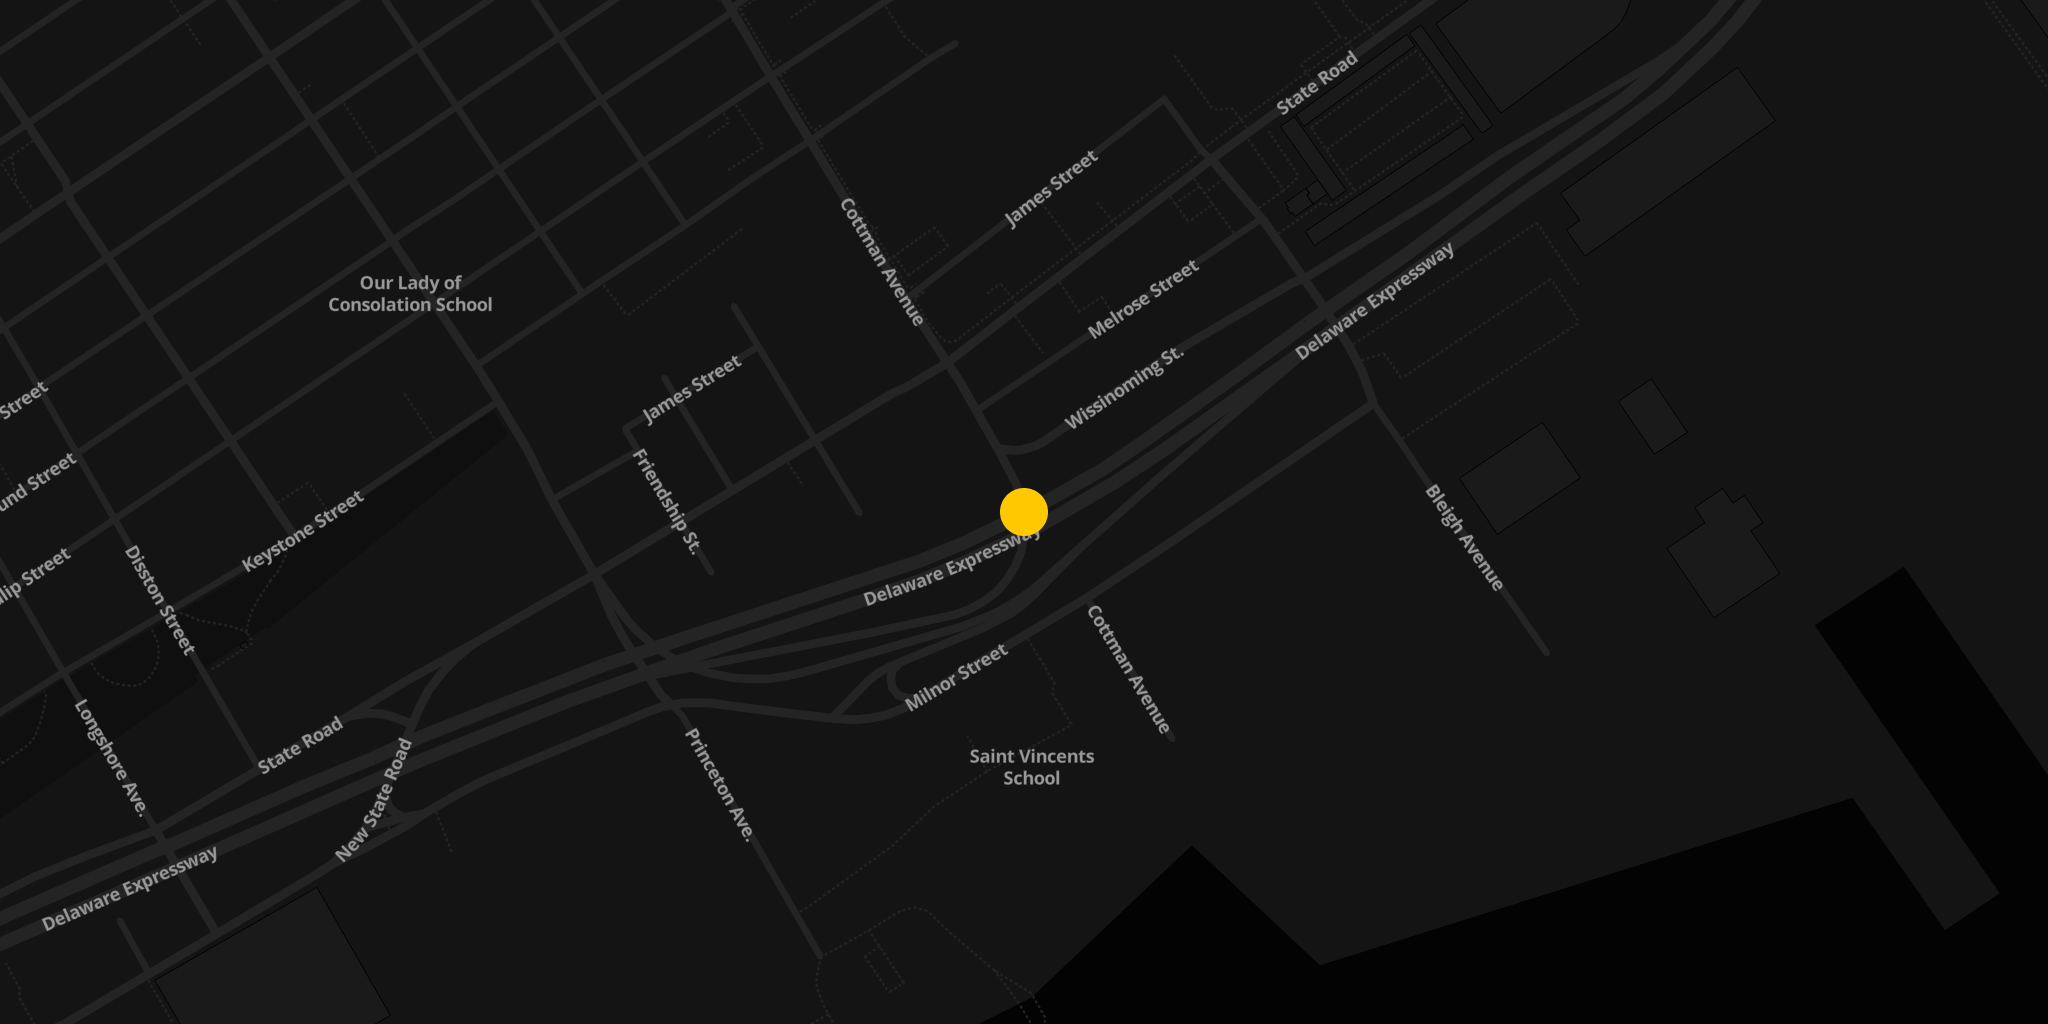 State Road
James Street
Cottman Avenue
Our Lady of
Consolation School
Melrose Street
Delaware Expressway
Wissinoming St.
James Street
Street
und Street
Friendship St.
Keystone Street
Bleigh Avenue
Delaware Expressway
lip Street
Disston Street
Cottman Avenue
Milnor Street
Longshore Ave.
State Road
New State Road
Princeton Ave.
Saint Vincents
School
Delaware Expressway